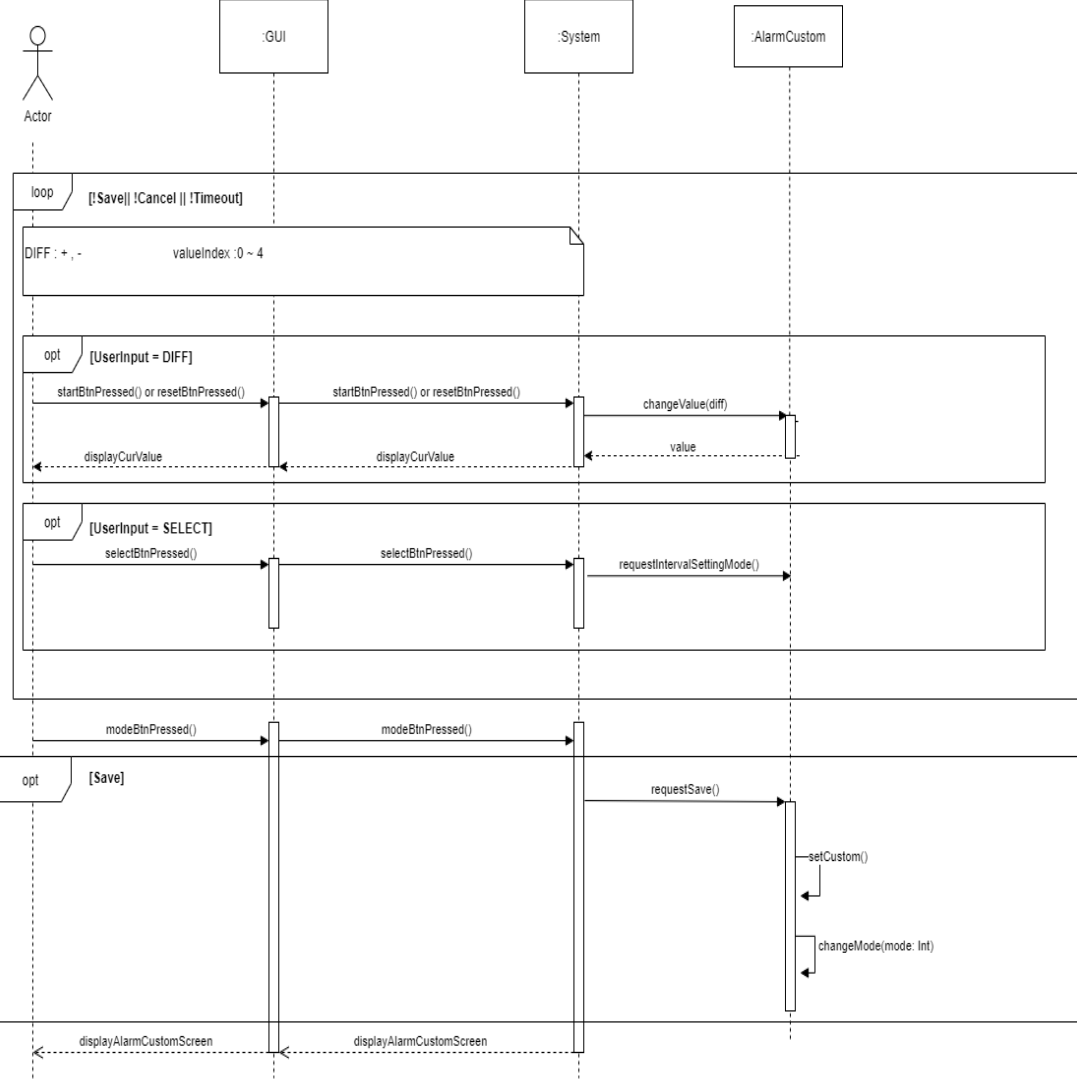 :GUI
:System
:AlarmCustom
Actor
loop
[!Save|| !Cancel || !Timeout]
DIFF : + , - valueIndex :0 ~ 4
opt
[UserInput = DIFF]
startBtnPressed() or resetBtnPressed()
startBtnPressed() or resetBtnPressed()
changeValue(diff)
value
displayCurValue
displayCurValue
opt
[UserInput = SELECT]
selectBtnPressed()
selectBtnPressed()
requestIntervalSettingMode()
modeBtnPressed()
modeBtnPressed()
opt
[Save]
requestSave()
setCustom()
changeMode(mode: Int)
displayAlarmCustomScreen
displayAlarmCustomScreen